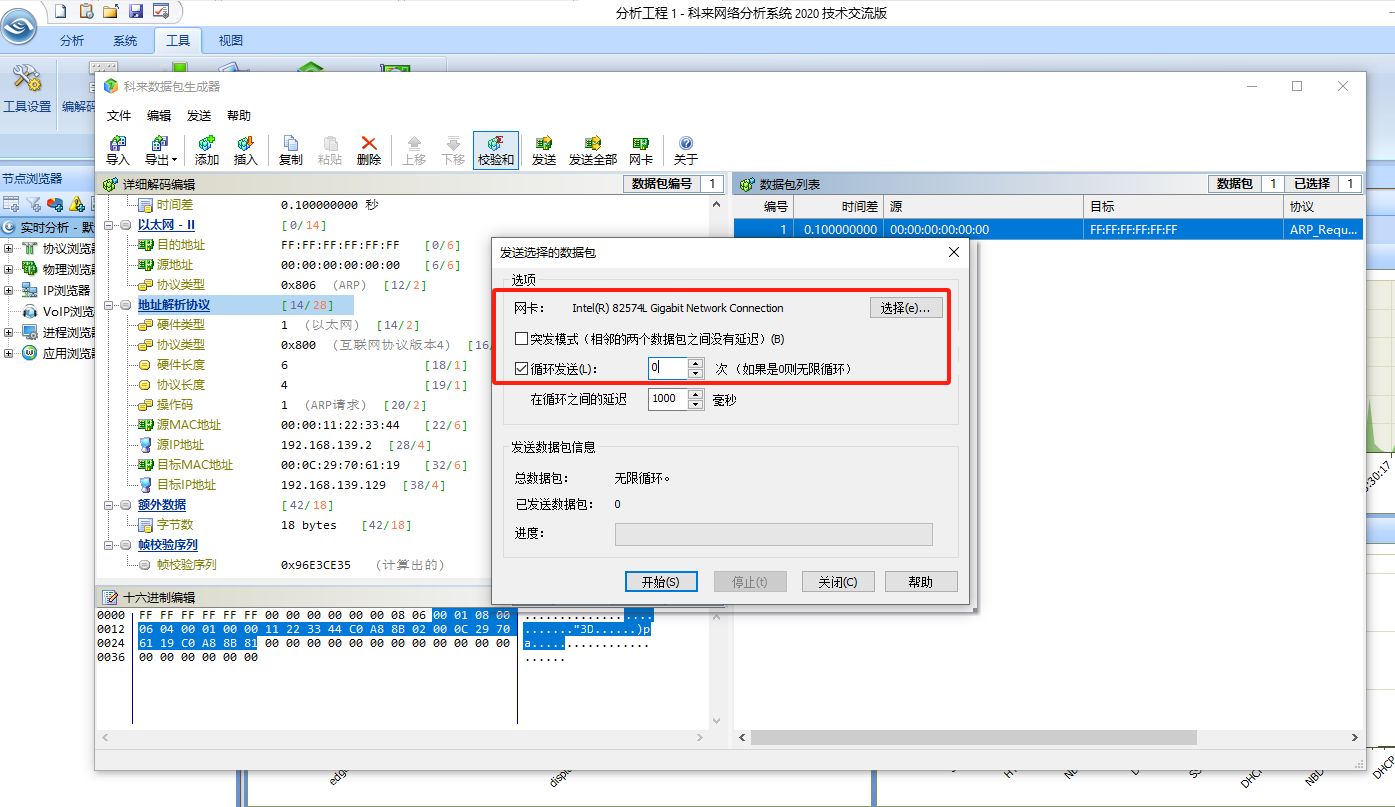 分析工程 1 - 科来网络分析系统 2020 技术交流版
分析 系统 工具 视图
工具设置 编解码
科来数据包生成器
文件 编辑 发送 帮助
导入 导出 添加 插入 复制 粘贴 删除 上移 下移 校验和 发送 发送全部 网卡 关于
节点浏览器
实时分析 - 默
协议浏览器
物理浏览器
IP浏览器
VoIP浏览
进程浏览器
应用浏览器
详细解码编辑 数据包编号 1
时间差 0.100000000 秒
以太网 - II [0/14]
目的地址 FF:FF:FF:FF:FF:FF [0/6]
源地址 00:00:00:00:00:00 [6/6]
协议类型 0x806 (ARP) [12/2]
地址解析协议 [14/28]
硬件类型 1 (以太网) [14/2]
协议类型 0x800 (互联网协议版本4) [16/
硬件长度 6 [18/1]
协议长度 4 [19/1]
操作码 1 (ARP请求) [20/2]
源MAC地址 00:00:11:22:33:44 [22/6]
源IP地址 192.168.139.2 [28/4]
目标MAC地址 00:0C:29:70:61:19 [32/6]
目标IP地址 192.168.139.129 [38/4]
额外数据 [42/18]
字节数 18 bytes [42/18]
帧校验序列
帧校验序列 0x96E3CE35 (计算出的)
十六进制编辑
0000 FF FF FF FF FF FF 00 00 00 00 00 00 08 06 00 01 08 00 ..................
0012 06 04 00 01 00 00 11 22 33 44 C0 A8 8B 02 00 0C 29 70 ......."3D......)p
0024 61 19 C0 A8 8B 81 00 00 00 00 00 00 00 00 00 00 00 00 a.................
0036 00 00 00 00 00 00 ......
数据包列表 数据包 1 已选择 1
编号 时间差 源 目标 协议
1 0.100000000 00:00:00:00:00:00 FF:FF:FF:FF:FF:FF ARP_Requ...
发送选择的数据包
选项
网卡: Intel(R) 82574L Gigabit Network Connection 选择(e)...
突发模式（相邻的两个数据包之间没有延迟）(B)
循环发送(L): 0 次（如果是0则无限循环）
在循环之间的延迟 1000 毫秒
发送数据包信息
总数据包: 无限循环。
已发送数据包: 0
进度:
开始(S) 停止(t) 关闭(C) 帮助
:30:17
DHCP